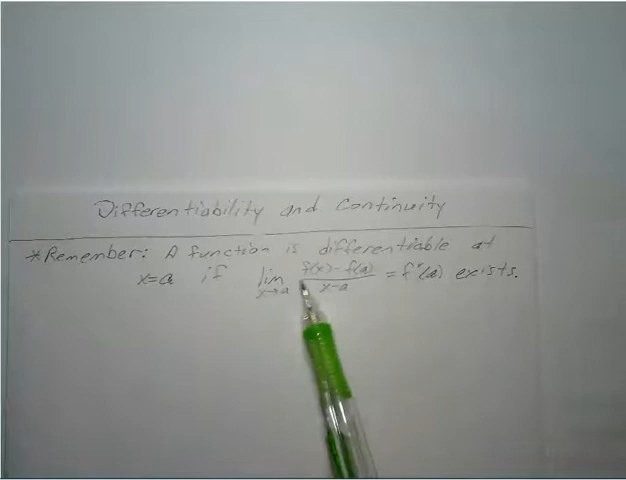 Differentiability and Continuity
*Remember: A function is differentiable at
x=a if lim x→a f(x)-f(a)/x-a = f'(a) exists.